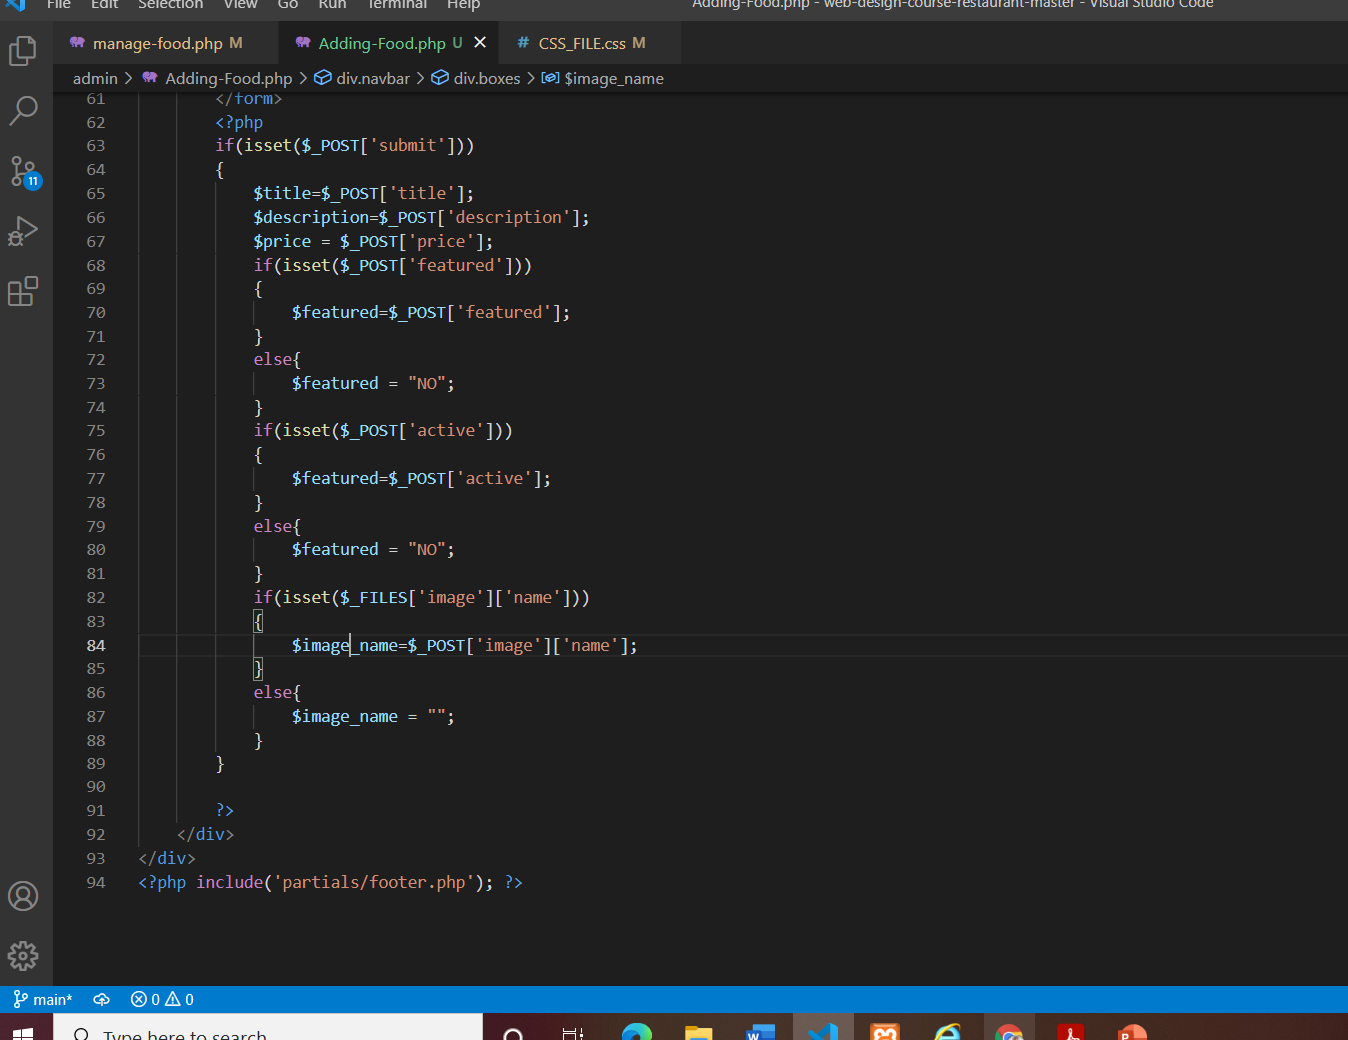 File Edit Selection View Go Run Terminal Help Adding-Food.php - web-design-course-restaurant-master - Visual Studio Code
manage-food.php M Adding-Food.php U # CSS_FILE.css M
admin > Adding-Food.php > div.navbar > div.boxes > $image_name
61 </form>
62 <?php
63 if(isset($_POST['submit']))
64 {
65 $title=$_POST['title'];
66 $description=$_POST['description'];
67 $price = $_POST['price'];
68 if(isset($_POST['featured']))
69 {
70 $featured=$_POST['featured'];
71 }
72 else{
73 $featured = "NO";
74 }
75 if(isset($_POST['active']))
76 {
77 $featured=$_POST['active'];
78 }
79 else{
80 $featured = "NO";
81 }
82 if(isset($_FILES['image']['name']))
83 {
84 $image_name=$_POST['image']['name'];
85 }
86 else{
87 $image_name = "";
88 }
89 }
90
91 ?>
92 </div>
93 </div>
94 <?php include('partials/footer.php'); ?>
11
main* 0 0
Type here to search